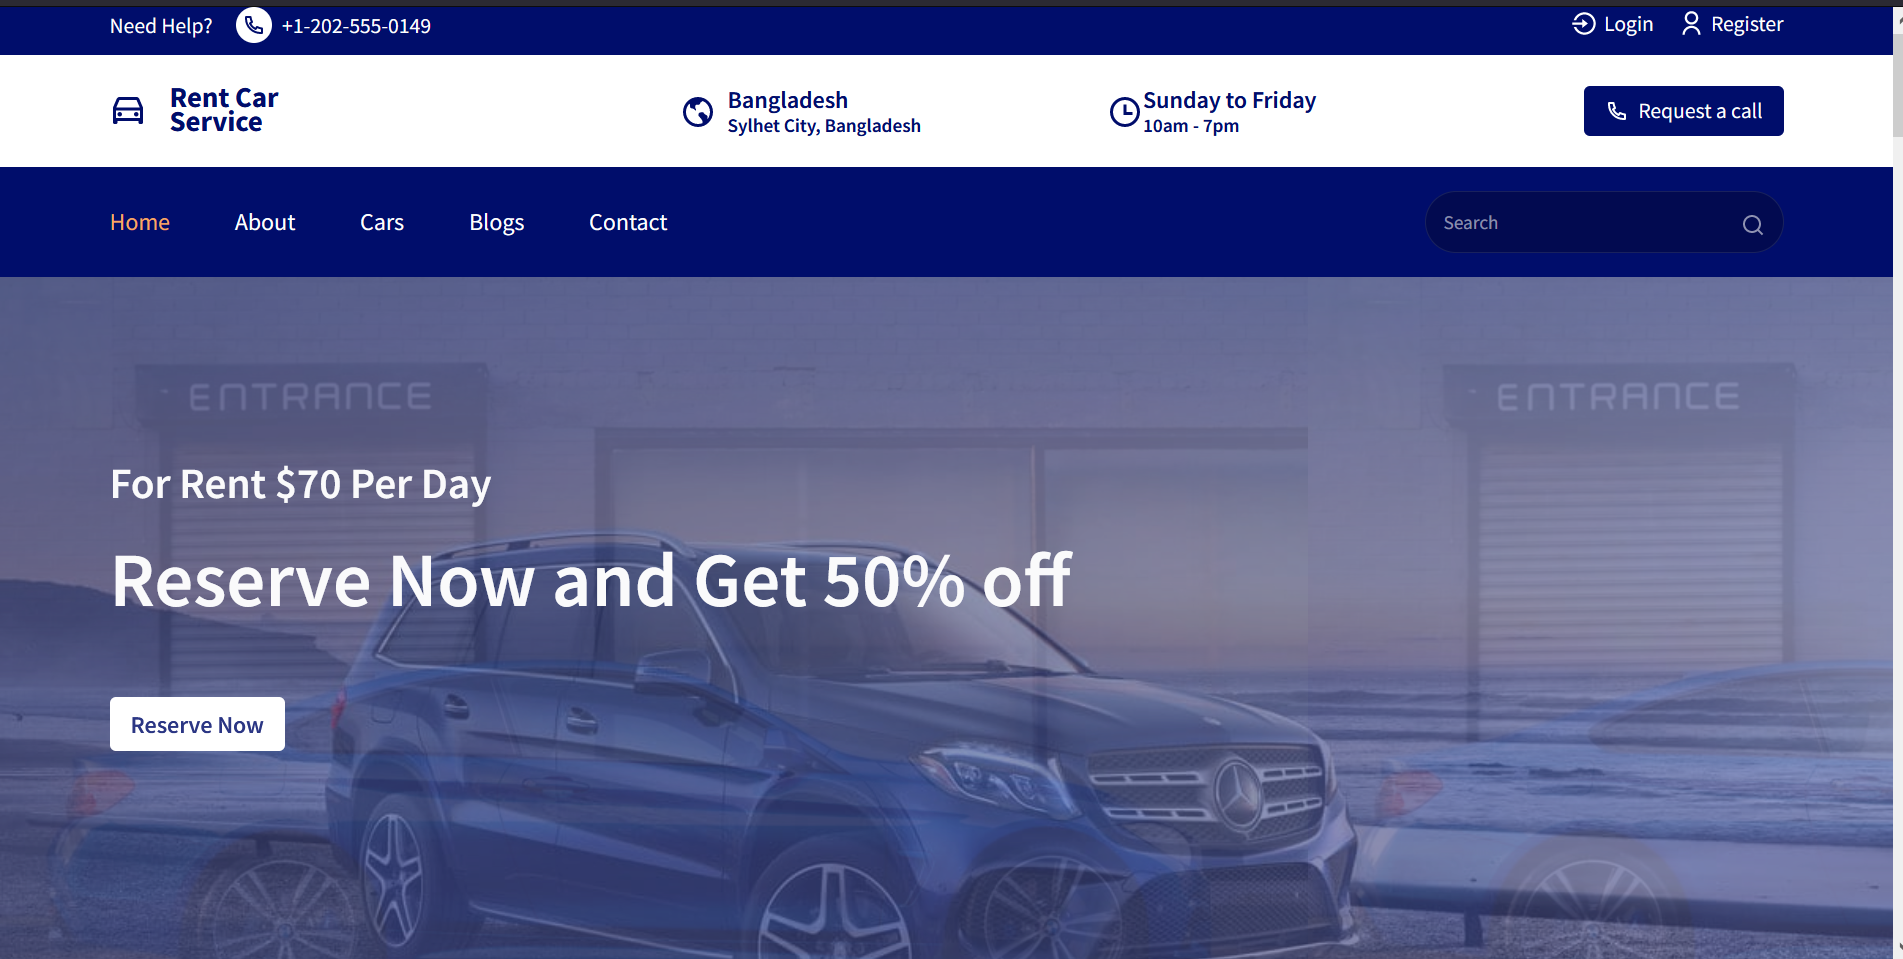 Need Help? +1-202-555-0149 Login Register
Rent Car
Service
Bangladesh
Sylhet City, Bangladesh
Sunday to Friday
10am - 7pm
Request a call
Home About Cars Blogs Contact Search
ENTRANCE ENTRANCE
For Rent $70 Per Day
Reserve Now and Get 50% off
Reserve Now